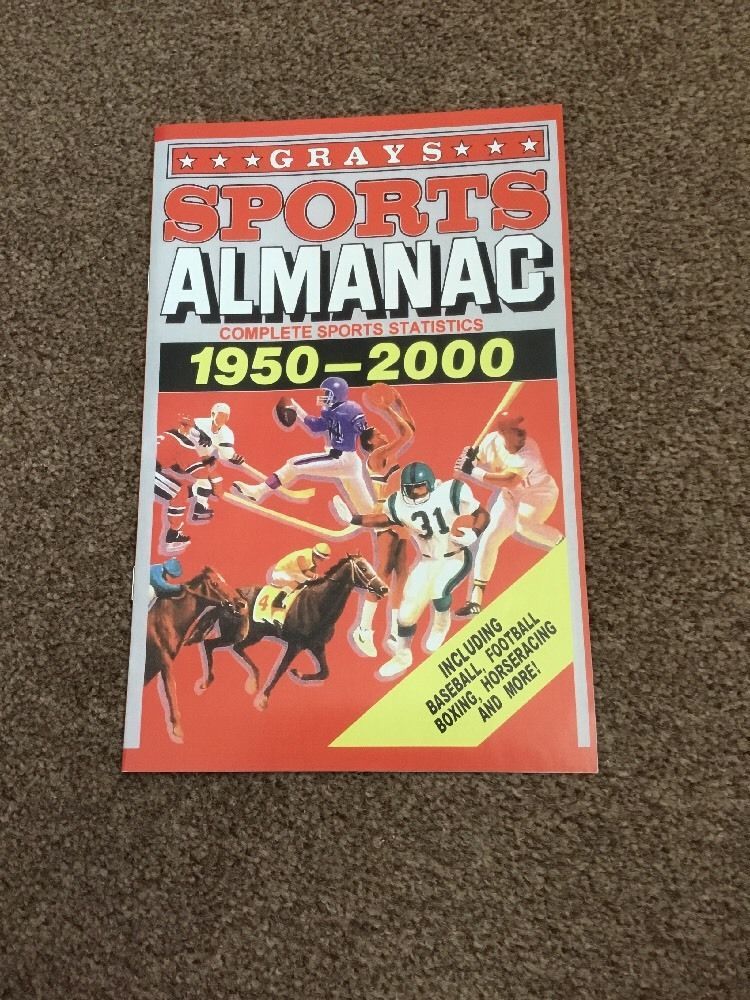 GRAYS
SPORTS
ALMANAC
COMPLETE SPORTS STATISTICS
1950–2000
31
4
INCLUDING
BASEBALL, FOOTBALL
BOXING, HORSERACING
AND MORE!